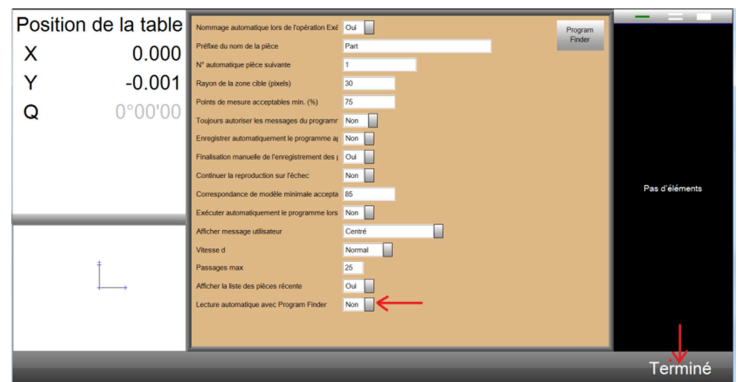 Position de la table
X 0.000
Y -0.001
Q 0°00'00
Nommage automatique lors de l'opération Exé Oui
Préfixe du nom de la pièce Part
N° automatique pièce suivante 1
Rayon de la zone cible (pixels) 30
Points de mesure acceptables min. (%) 75
Toujours autoriser les messages du programm Non
Enregistrer automatiquement le programme a Non
Finalisation manuelle de l'enregistrement des Oui
Continuer la reproduction sur l'échec Non
Correspondance de modèle minimale accepta 85
Exécuter automatiquement le programme lors Non
Afficher message utilisateur Centré
Vitesse d Normal
Passages max 25
Afficher la liste des pièces récente Oui
Lecture automatique avec Program Finder Non
Program
Finder
Pas d'éléments
Terminé